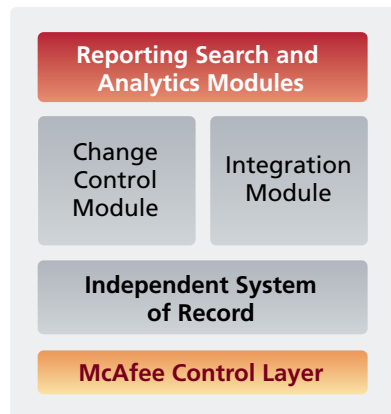 Reporting Search and
Analytics Modules
Change
Control
Module
Integration
Module
Independent System
of Record
McAfee Control Layer